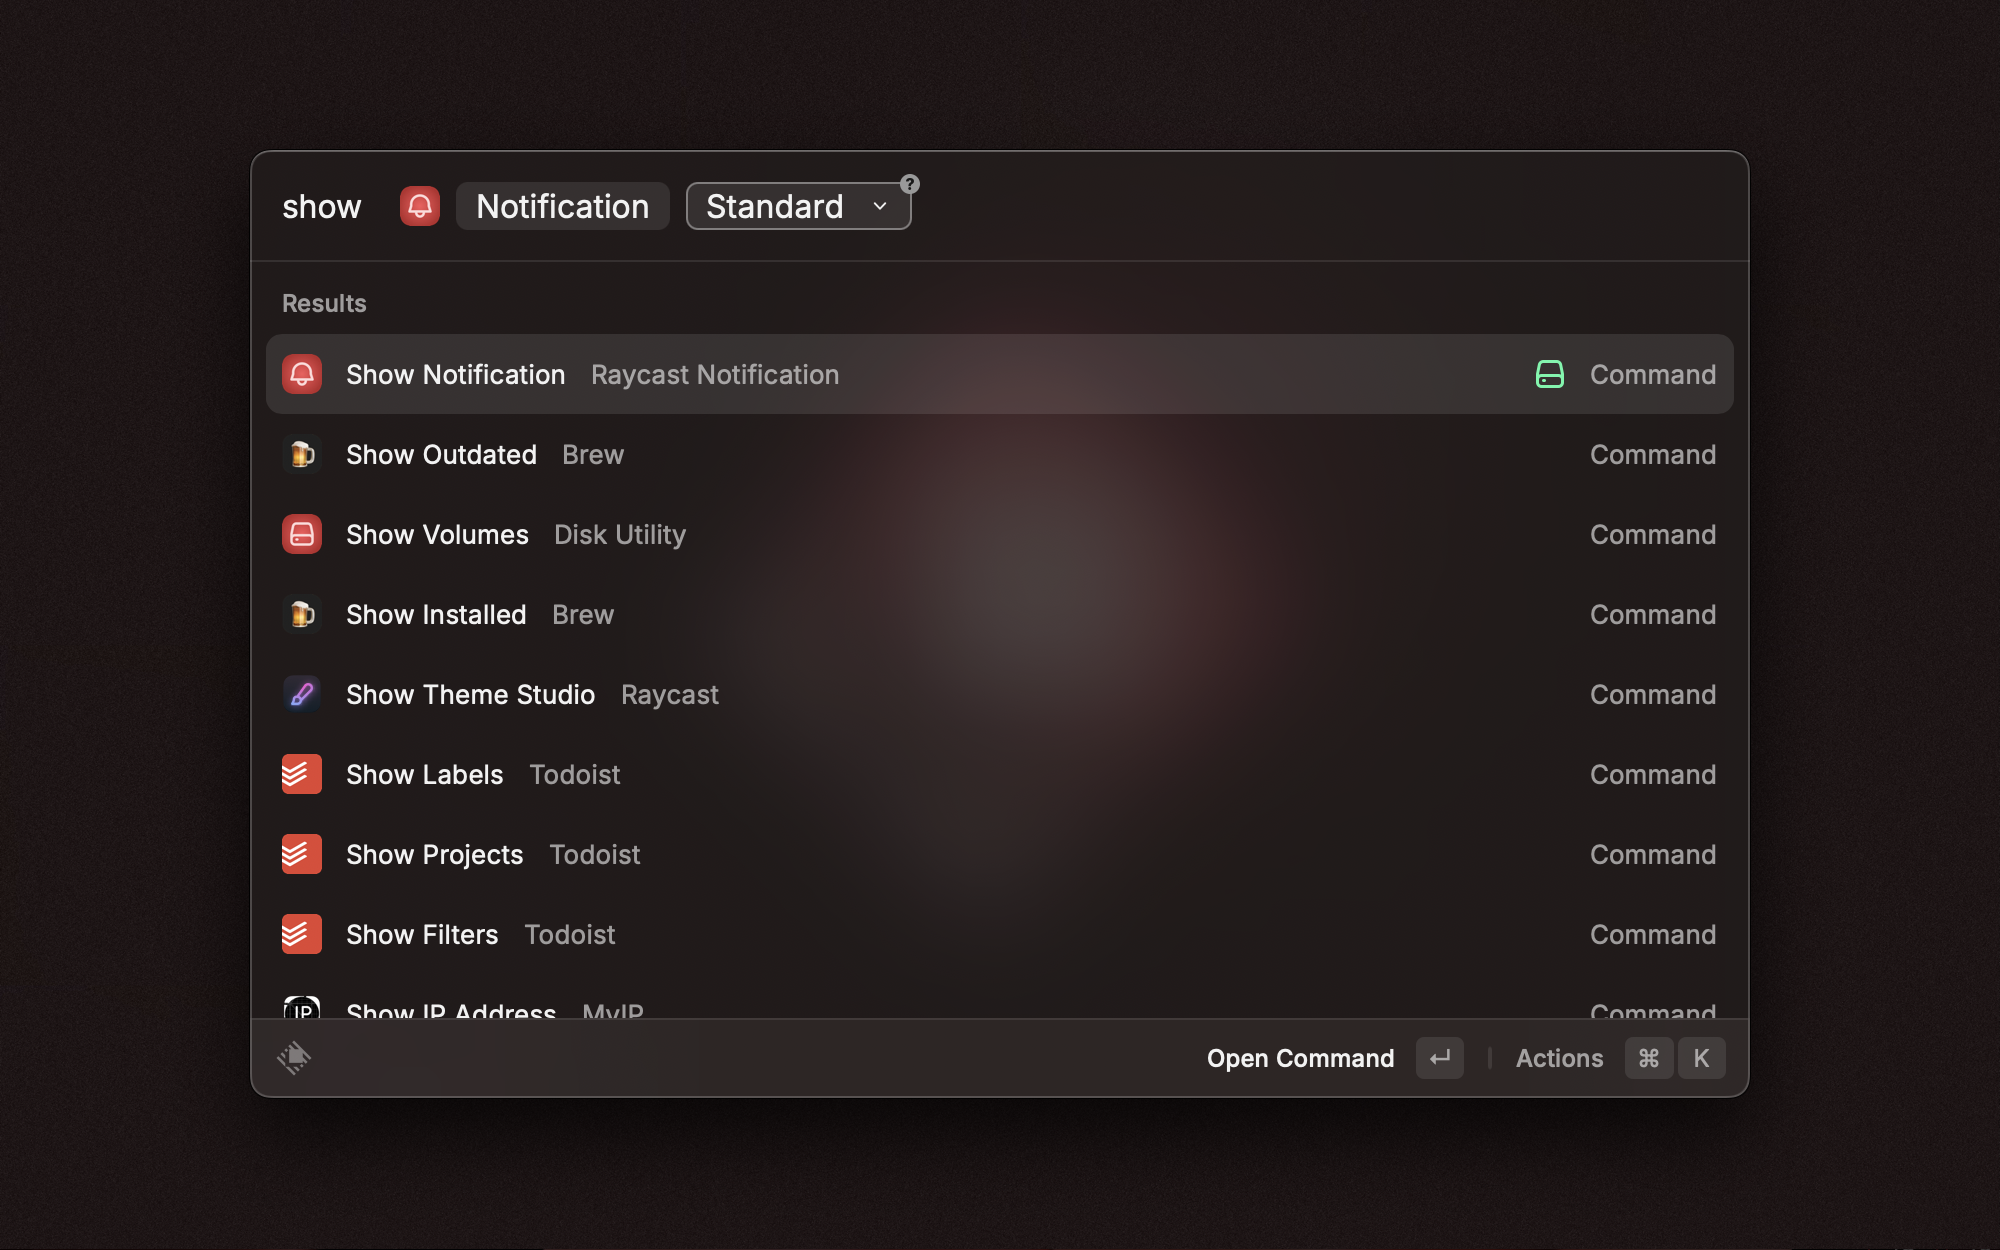 show Notification Standard ?
Results
Show Notification Raycast Notification Command
Show Outdated Brew Command
Show Volumes Disk Utility Command
Show Installed Brew Command
Show Theme Studio Raycast Command
Show Labels Todoist Command
Show Projects Todoist Command
Show Filters Todoist Command
IP Show IP Address MyIP Command
Open Command ↵ Actions ⌘ K